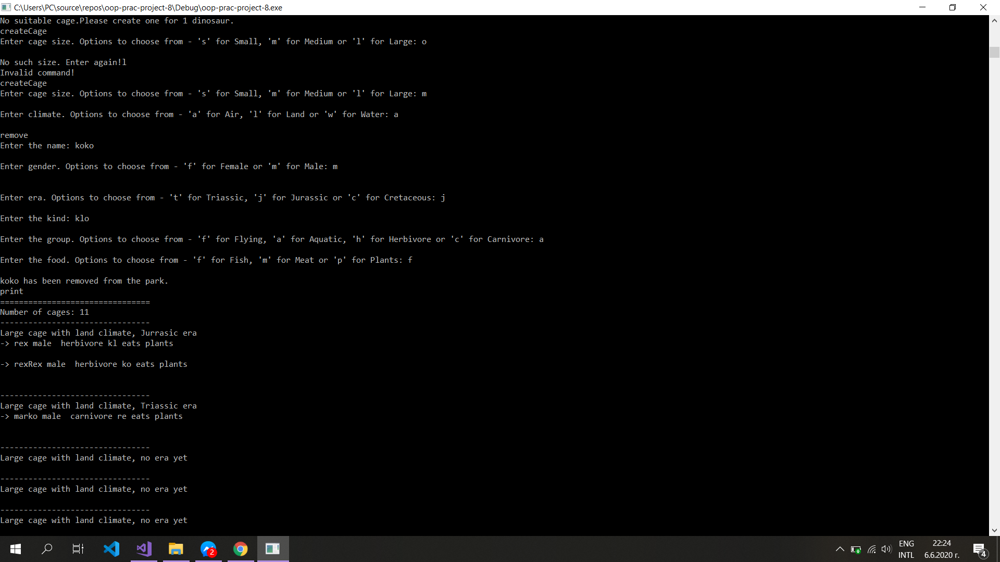 C:\Users\PC\source\repos\oop-prac-project-8\Debug\oop-prac-project-8.exe
No suitable cage.Please create one for 1 dinosaur.
createCage
Enter cage size. Options to choose from - 's' for Small, 'm' for Medium or 'l' for Large: o
No such size. Enter again!l
Invalid command!
createCage
Enter cage size. Options to choose from - 's' for Small, 'm' for Medium or 'l' for Large: m
Enter climate. Options to choose from - 'a' for Air, 'l' for Land or 'w' for Water: a
remove
Enter the name: koko
Enter gender. Options to choose from - 'f' for Female or 'm' for Male: m
Enter era. Options to choose from - 't' for Triassic, 'j' for Jurassic or 'c' for Cretaceous: j
Enter the kind: klo
Enter the group. Options to choose from - 'f' for Flying, 'a' for Aquatic, 'h' for Herbivore or 'c' for Carnivore: a
Enter the food. Options to choose from - 'f' for Fish, 'm' for Meat or 'p' for Plants: f
koko has been removed from the park.
print
================================
Number of cages: 11
--------------------------------
Large cage with land climate, Jurrasic era
-> rex male  herbivore kl eats plants
-> rexRex male  herbivore ko eats plants
--------------------------------
Large cage with land climate, Triassic era
-> marko male  carnivore re eats plants
--------------------------------
Large cage with land climate, no era yet
--------------------------------
Large cage with land climate, no era yet
--------------------------------
Large cage with land climate, no era yet
2
ENG
INTL
22:24
6.6.2020 г.
4